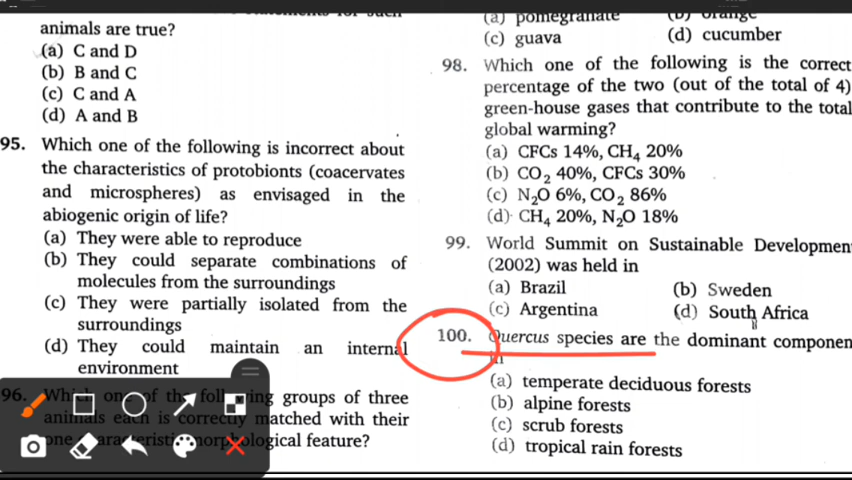 animals are true?
(a) C and D
(b) B and C
(c) C and A
(d) A and B
95. Which one of the following is incorrect about
the characteristics of protobionts (coacervates
and microspheres) as envisaged in the
abiogenic origin of life?
(a) They were able to reproduce
(b) They could separate combinations of
molecules from the surroundings
(c) They were partially isolated from the
surroundings
(d) They could maintain an internal
environment
96. Which one of the following groups of three
animals each is correctly matched with their
one characteristic morphological feature?
(a) pomegranate (b) orange
(c) guava (d) cucumber
98. Which one of the following is the correct
percentage of the two (out of the total of 4)
green-house gases that contribute to the total
global warming?
(a) CFCs 14%, CH₄ 20%
(b) CO₂ 40%, CFCs 30%
(c) N₂O 6%, CO₂ 86%
(d) CH₄ 20%, N₂O 18%
99. World Summit on Sustainable Developmen
(2002) was held in
(a) Brazil (b) Sweden
(c) Argentina (d) South Africa
100. Quercus species are the dominant componen
in
(a) temperate deciduous forests
(b) alpine forests
(c) scrub forests
(d) tropical rain forests